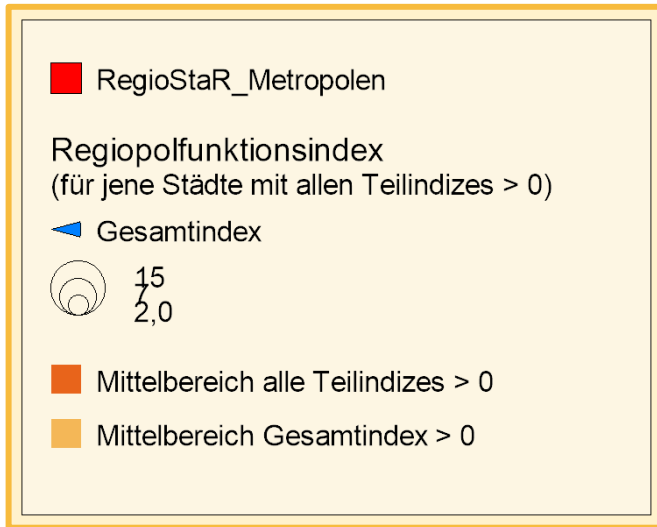 RegioStaR_Metropolen
Regiopolfunktionsindex
(für jene Städte mit allen Teilindizes > 0)
Gesamtindex
15
7
2,0
Mittelbereich alle Teilindizes > 0
Mittelbereich Gesamtindex > 0